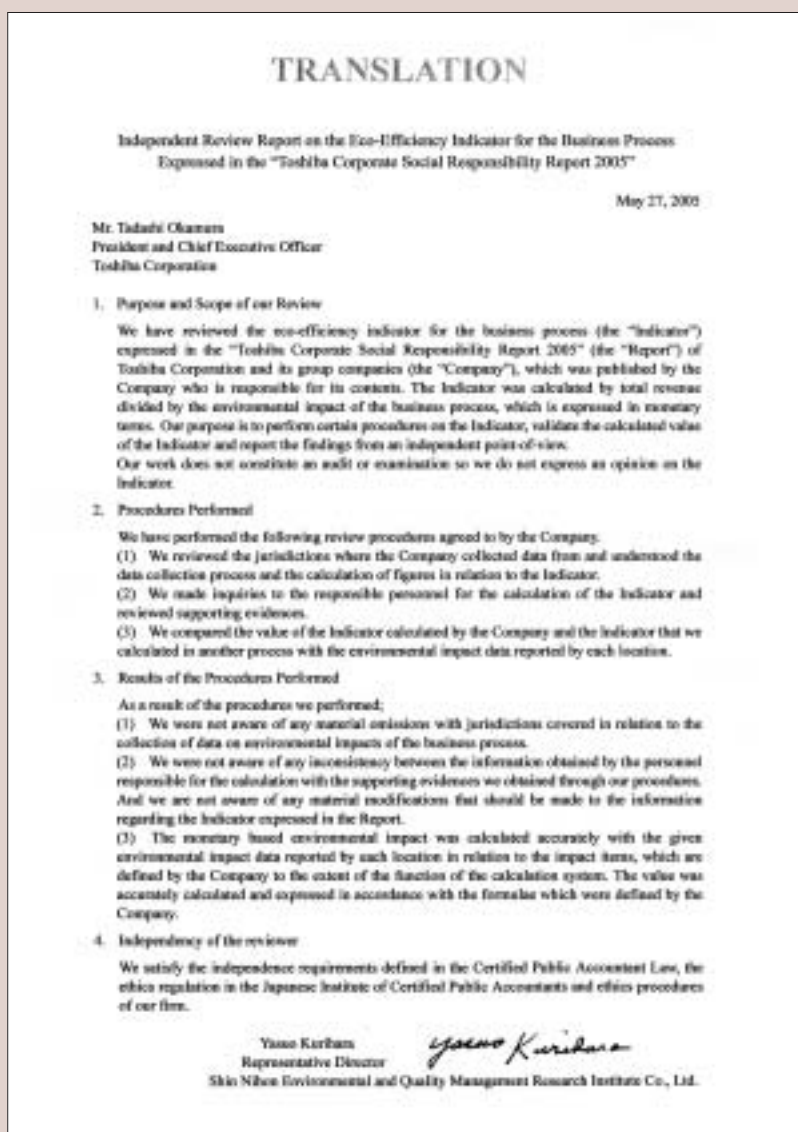 TRANSLATION
Independent Review Report on the Eco-Efficiency Indicator for the Business Process
Expressed in the “Toshiba Corporate Social Responsibility Report 2005”
May 27, 2005
Mr. Tadashi Okamura
President and Chief Executive Officer
Toshiba Corporation
1. Purpose and Scope of our Review
We have reviewed the eco-efficiency indicator for the business process (the “Indicator”)
expressed in the “Toshiba Corporate Social Responsibility Report 2005” (the “Report”) of
Toshiba Corporation and its group companies (the “Company”), which was published by the
Company who is responsible for its contents. The Indicator was calculated by total revenue
divided by the environmental impact of the business process, which is expressed in monetary
terms. Our purpose is to perform certain procedures on the Indicator, validate the calculated value
of the Indicator and report the findings from an independent point-of-view.
Our work does not constitute an audit or examination so we do not express an opinion on the
Indicator.
2. Procedures Performed
We have performed the following review procedures agreed to by the Company.
(1) We reviewed the jurisdictions where the Company collected data from and understood the
data collection process and the calculation of figures in relation to the Indicator.
(2) We made inquiries to the responsible personnel for the calculation of the Indicator and
reviewed supporting evidences.
(3) We compared the value of the Indicator calculated by the Company and the Indicator that we
calculated in another process with the environmental impact data reported by each location.
3. Results of the Procedures Performed
As a result of the procedures we performed;
(1) We were not aware of any material omissions with jurisdictions covered in relation to the
collection of data on environmental impacts of the business process.
(2) We were not aware of any inconsistency between the information obtained by the personnel
responsible for the calculation with the supporting evidences we obtained through our procedures.
And we are not aware of any material modifications that should be made to the information
regarding the Indicator expressed in the Report.
(3) The monetary based environmental impact was calculated accurately with the given
environmental impact data reported by each location in relation to the impact items, which are
defined by the Company to the extent of the function of the calculation system. The value was
accurately calculated and expressed in accordance with the formulae which were defined by the
Company.
4. Independency of the reviewer
We satisfy the independence requirements defined in the Certified Public Accountant Law, the
ethics regulation in the Japanese Institute of Certified Public Accountants and ethics procedures
of our firm.
Yasuo Kurihara Yasuo Kurihara
Representative Director
Shin Nihon Environmental and Quality Management Research Institute Co., Ltd.